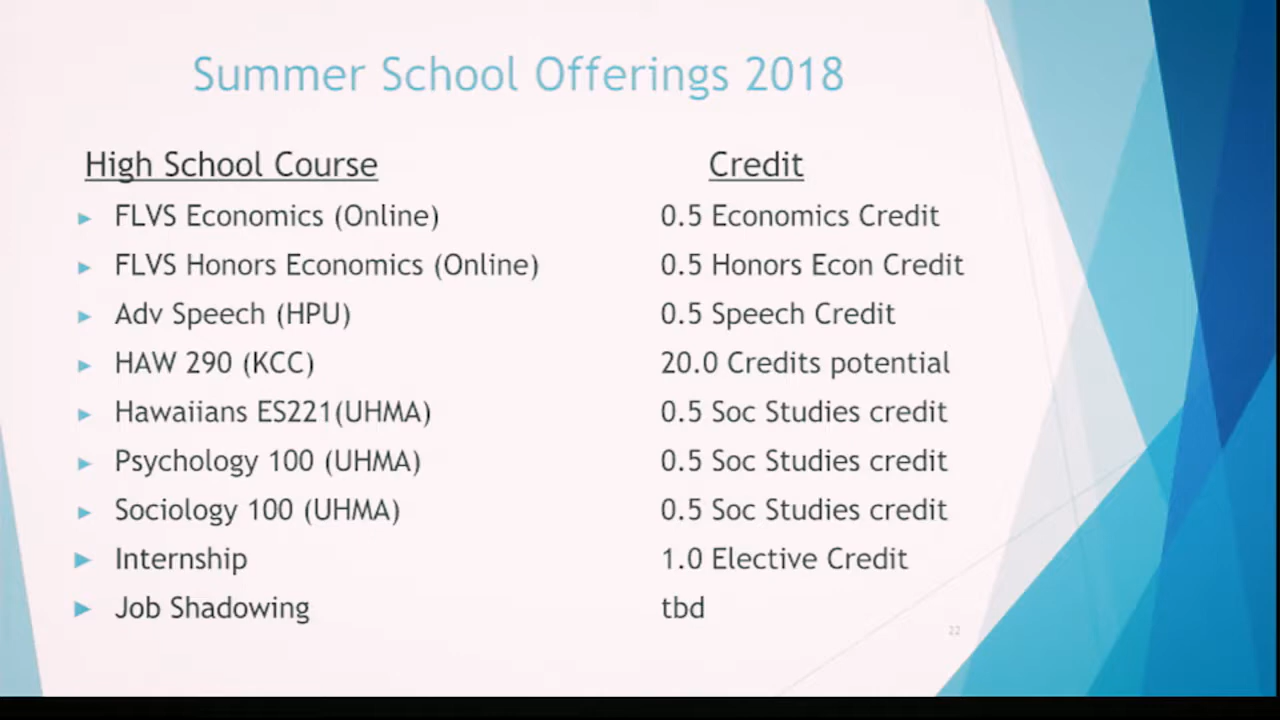 Summer School Offerings 2018
High School Course Credit
FLVS Economics (Online) 0.5 Economics Credit
FLVS Honors Economics (Online) 0.5 Honors Econ Credit
Adv Speech (HPU) 0.5 Speech Credit
HAW 290 (KCC) 20.0 Credits potential
Hawaiians ES221(UHMA) 0.5 Soc Studies credit
Psychology 100 (UHMA) 0.5 Soc Studies credit
Sociology 100 (UHMA) 0.5 Soc Studies credit
Internship 1.0 Elective Credit
Job Shadowing tbd
22